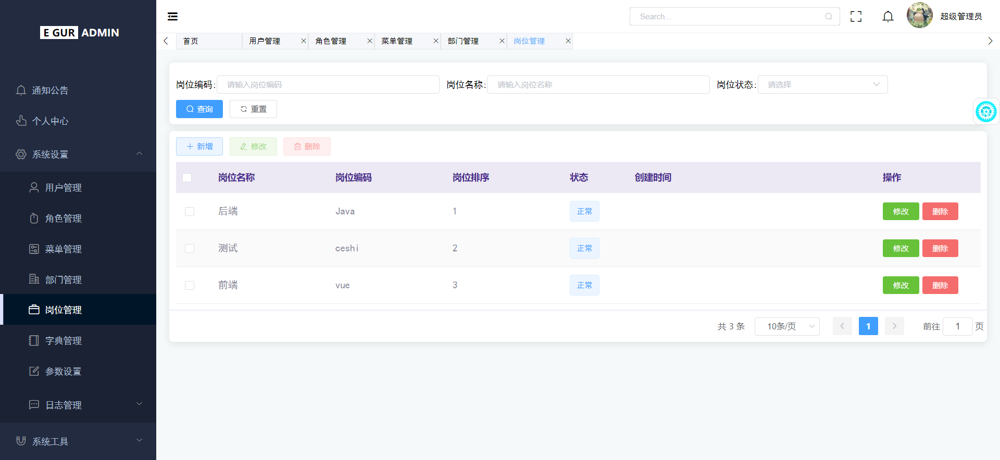 E GUR ADMIN
通知公告
个人中心
系统设置
用户管理
角色管理
菜单管理
部门管理
岗位管理
字典管理
参数设置
日志管理
系统工具
Search...
超级管理员
首页
用户管理
角色管理
菜单管理
部门管理
岗位管理
岗位编码: 请输入岗位编码
岗位名称: 请输入岗位名称
岗位状态: 请选择
查询
重置
新增
修改
删除
岗位名称 岗位编码 岗位排序 状态 创建时间 操作
后端 Java 1 正常 修改 删除
测试 ceshi 2 正常 修改 删除
前端 vue 3 正常 修改 删除
共 3 条 10条/页 1 前往 1 页